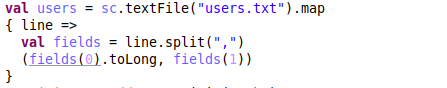 val users = sc.textFile("users.txt").map
{ line =>
  val fields = line.split(",")
  (fields(0).toLong, fields(1))
}